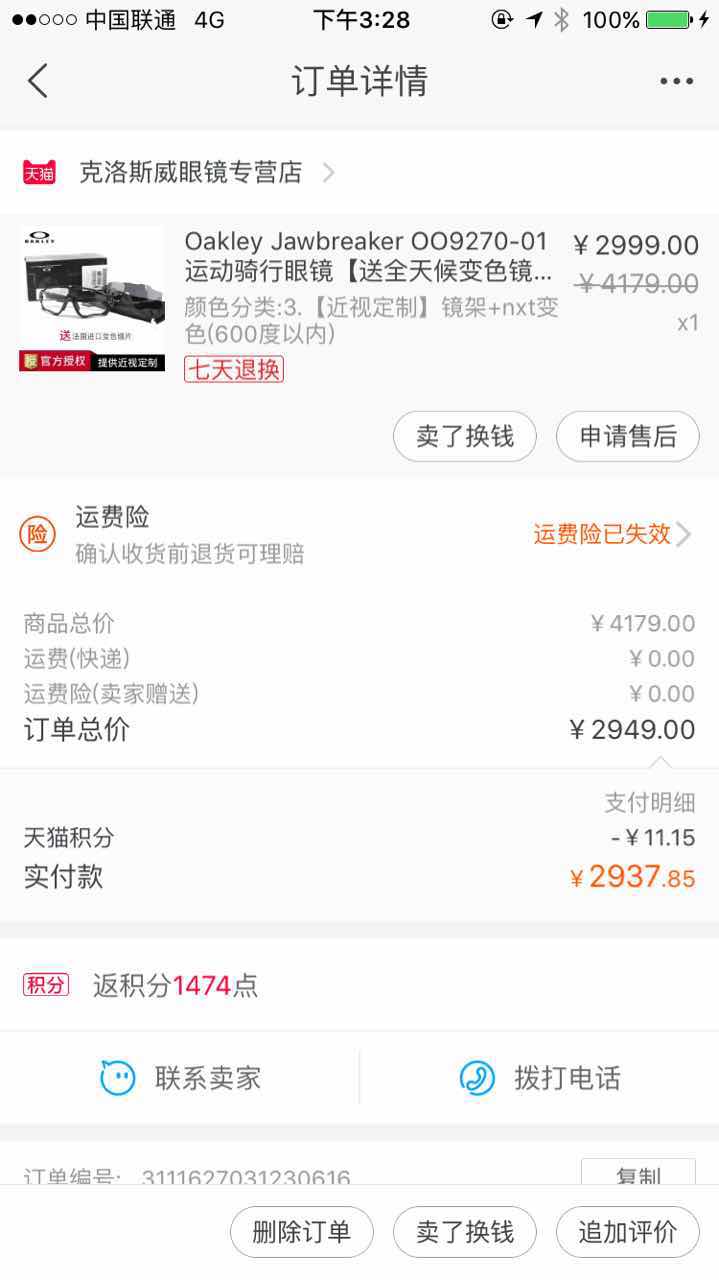 中国联通 4G 下午3:28 100%
订单详情
天猫 克洛斯威眼镜专营店
OAKLEY
送法国进口变色镜片
授 官方授权 提供近视定制
Oakley Jawbreaker OO9270-01 ¥2999.00
运动骑行眼镜【送全天候变色镜... ¥4179.00
颜色分类:3.【近视定制】镜架+nxt变 x1
色(600度以内)
七天退换
卖了换钱 申请售后
险 运费险 运费险已失效
确认收货前退货可理赔
商品总价 ¥4179.00
运费(快递) ¥0.00
运费险(卖家赠送) ¥0.00
订单总价 ¥2949.00
支付明细
天猫积分 -¥11.15
实付款 ¥2937.85
积分 返积分1474点
联系卖家 拨打电话
订单编号: 3111627031230616 复制
删除订单 卖了换钱 追加评价